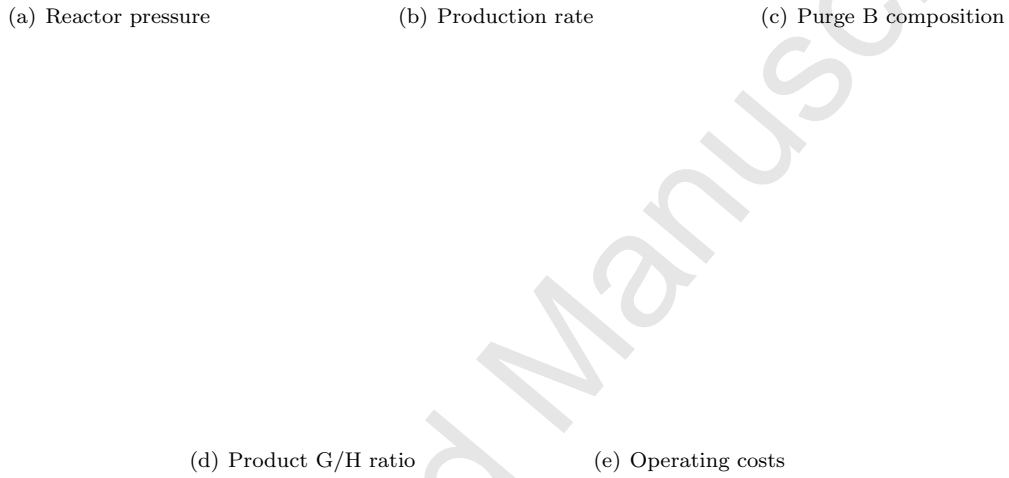 (a) Reactor pressure (b) Production rate (c) Purge B composition
(d) Product G/H ratio (e) Operating costs